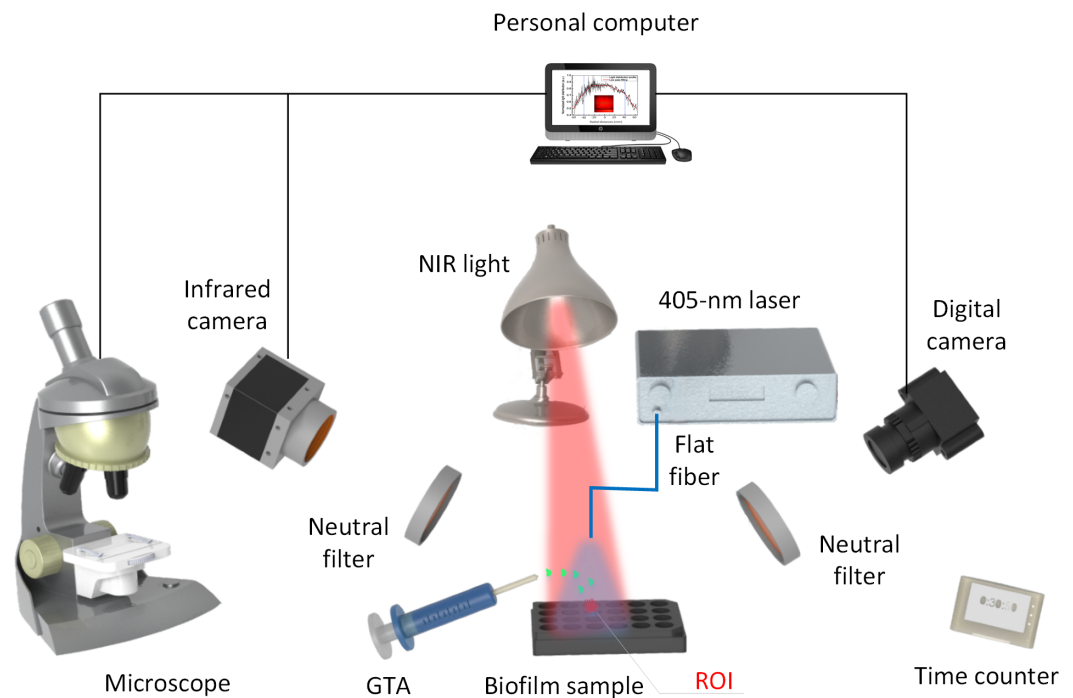 Personal computer
NIR light
Infrared
camera
405-nm laser
Digital
camera
Flat
fiber
Neutral
filter
Neutral
filter
Microscope
GTA
Biofilm sample
ROI
Time counter